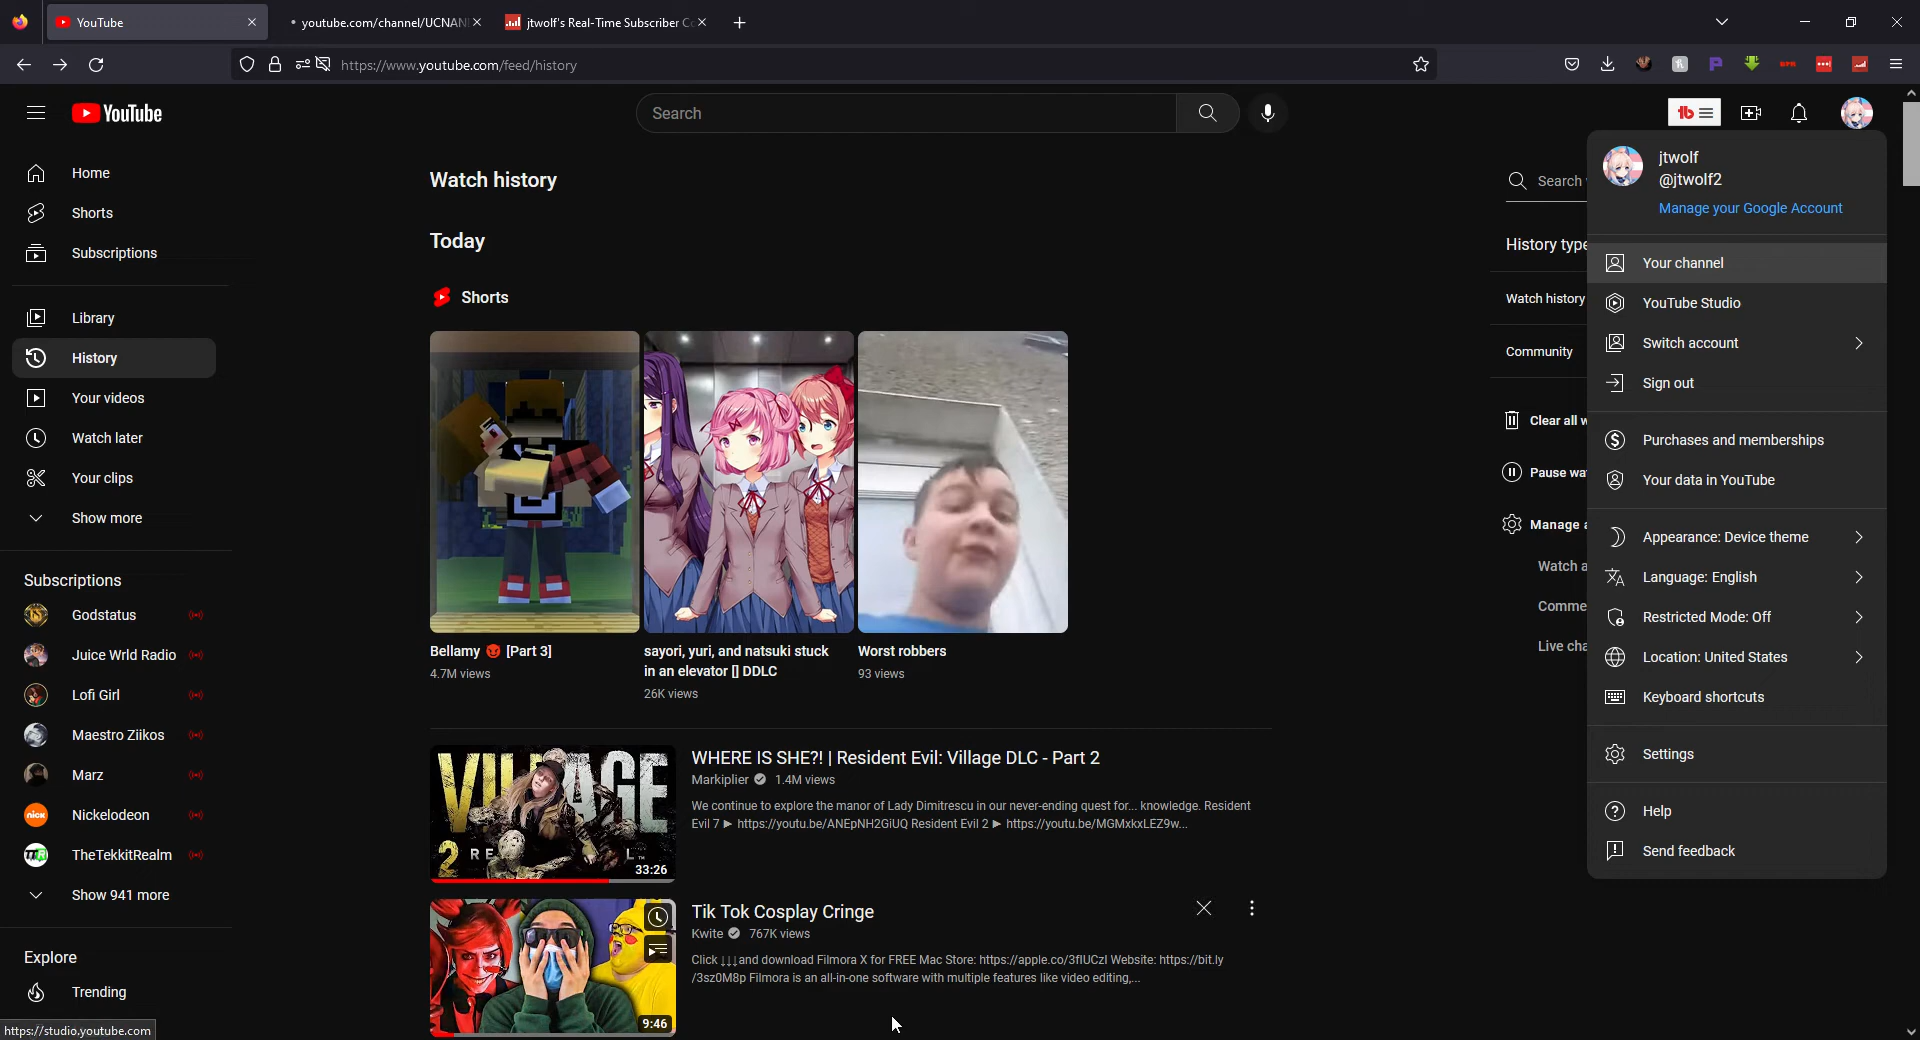 YouTube
youtube.com/channel/UCNAN
jtwolf's Real-Time Subscriber C
https://www.youtube.com/feed/history
YouTube
Search
tb
jtwolf
@jtwolf2
Manage your Google Account
Your channel
YouTube Studio
Switch account
Sign out
Purchases and memberships
Your data in YouTube
Appearance: Device theme
Language: English
Restricted Mode: Off
Location: United States
Keyboard shortcuts
Settings
Help
Send feedback
Home
Shorts
Subscriptions
Library
History
Your videos
Watch later
Your clips
Show more
Subscriptions
Godstatus
Juice Wrld Radio
Lofi Girl
Maestro Ziikos
Marz
nick
Nickelodeon
TheTekkitRealm
Show 941 more
Explore
Trending
https://studio.youtube.com
Watch history
Today
Shorts
Bellamy 😡 [Part 3]
4.7M views
sayori, yuri, and natsuki stuck
in an elevator [] DDLC
26K views
Worst robbers
93 views
VILLAGE
2
33:26
WHERE IS SHE?! | Resident Evil: Village DLC - Part 2
Markiplier 1.4M views
We continue to explore the manor of Lady Dimitrescu in our never-ending quest for... knowledge. Resident
Evil 7 ► https://youtu.be/ANEpNH2GiUQ Resident Evil 2 ► https://youtu.be/MGMxkxLEZ9w...
9:46
Tik Tok Cosplay Cringe
Kwite 767K views
Click ↓↓↓and download Filmora X for FREE Mac Store: https://apple.co/3flUCzI Website: https://bit.ly
/3sz0M8p Filmora is an all-in-one software with multiple features like video editing,...
Search
History type
Watch history
Community
Clear all w
Pause wat
Manage a
Watch a
Comme
Live cha